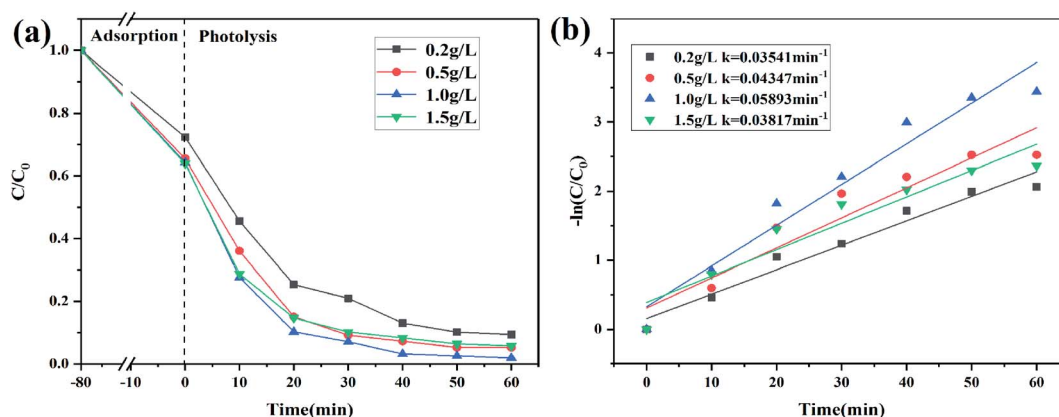 (a)
Adsorption
Photolysis
0.2g/L
0.5g/L
1.0g/L
1.5g/L
1.0
0.8
0.6
0.4
0.2
0.0
C/C₀
-80 -10 0 10 20 30 40 50 60
Time(min)
(b)
0.2g/L k=0.03541min⁻¹
0.5g/L k=0.04347min⁻¹
1.0g/L k=0.05893min⁻¹
1.5g/L k=0.03817min⁻¹
4
3
2
1
0
-ln(C/C₀)
0 10 20 30 40 50 60
Time(min)